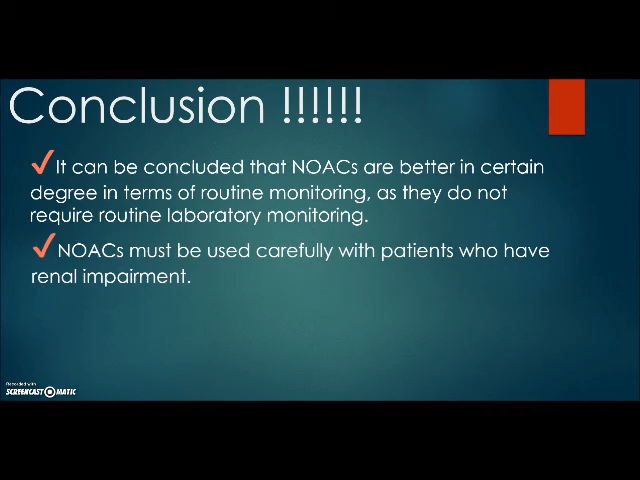 Conclusion !!!!!!
✓It can be concluded that NOACs are better in certain
degree in terms of routine monitoring, as they do not
require routine laboratory monitoring.
✓NOACs must be used carefully with patients who have
renal impairment.
Recorded with
SCREENCAST-O-MATIC